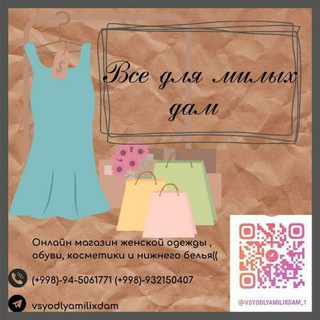 Все для милых
дам
$
Онлайн магазин женской одежды ,
обуви, косметики и нижнего белья((
(+998)-94-5061771 (+998)-932150407
vsyodlyamilixdam
@VSYODLYAMILIXDAM_1